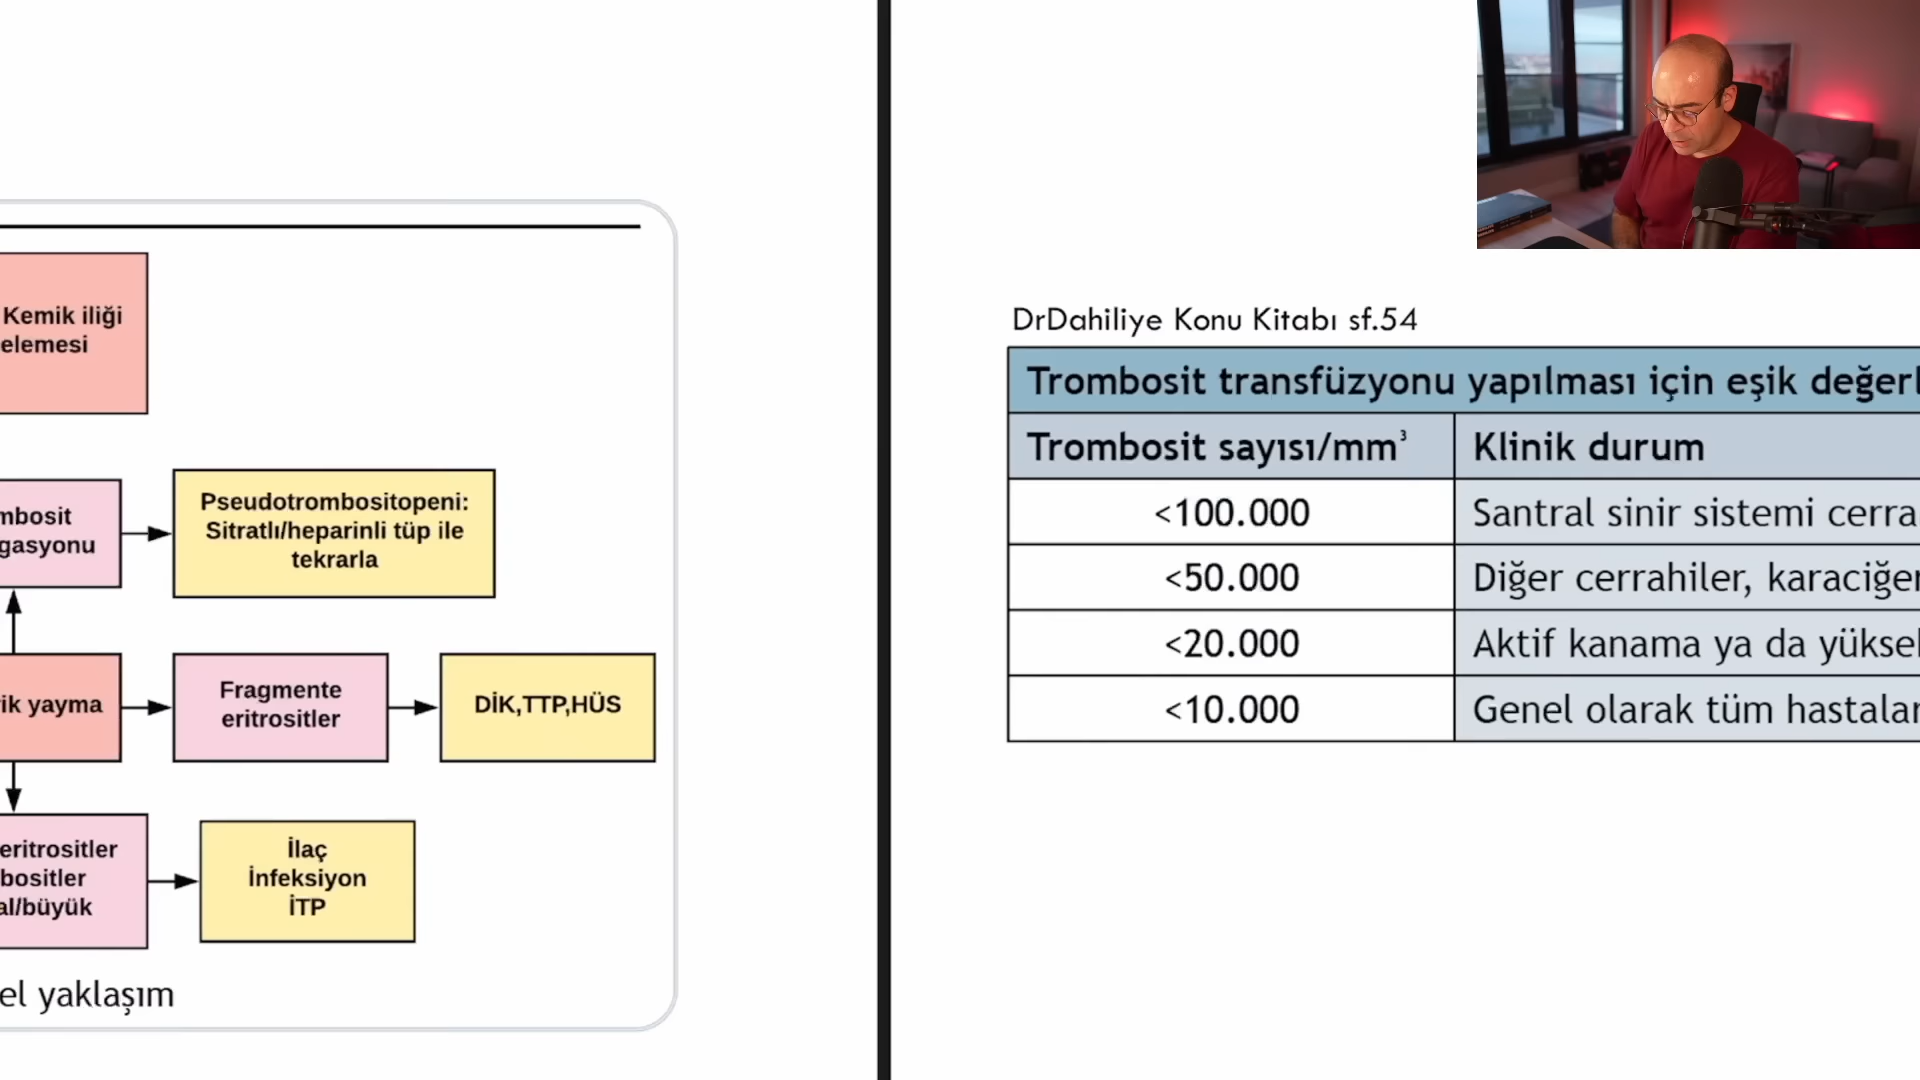 Kemik iliği
elemesi
mbosit
gasyonu
Pseudotrombositopeni:
Sitratlı/heparinli tüp ile
tekrarla
ik yayma
Fragmente
eritrositler
DİK,TTP,HÜS
eritrositler
bositler
al/büyük
İlaç
İnfeksiyon
İTP
el yaklaşım
DrDahiliye Konu Kitabı sf.54
Trombosit transfüzyonu yapılması için eşik değerl
Trombosit sayısı/mm³ Klinik durum
<100.000 Santral sinir sistemi cerra
<50.000 Diğer cerrahiler, karaciğer
<20.000 Aktif kanama ya da yüksel
<10.000 Genel olarak tüm hastalar